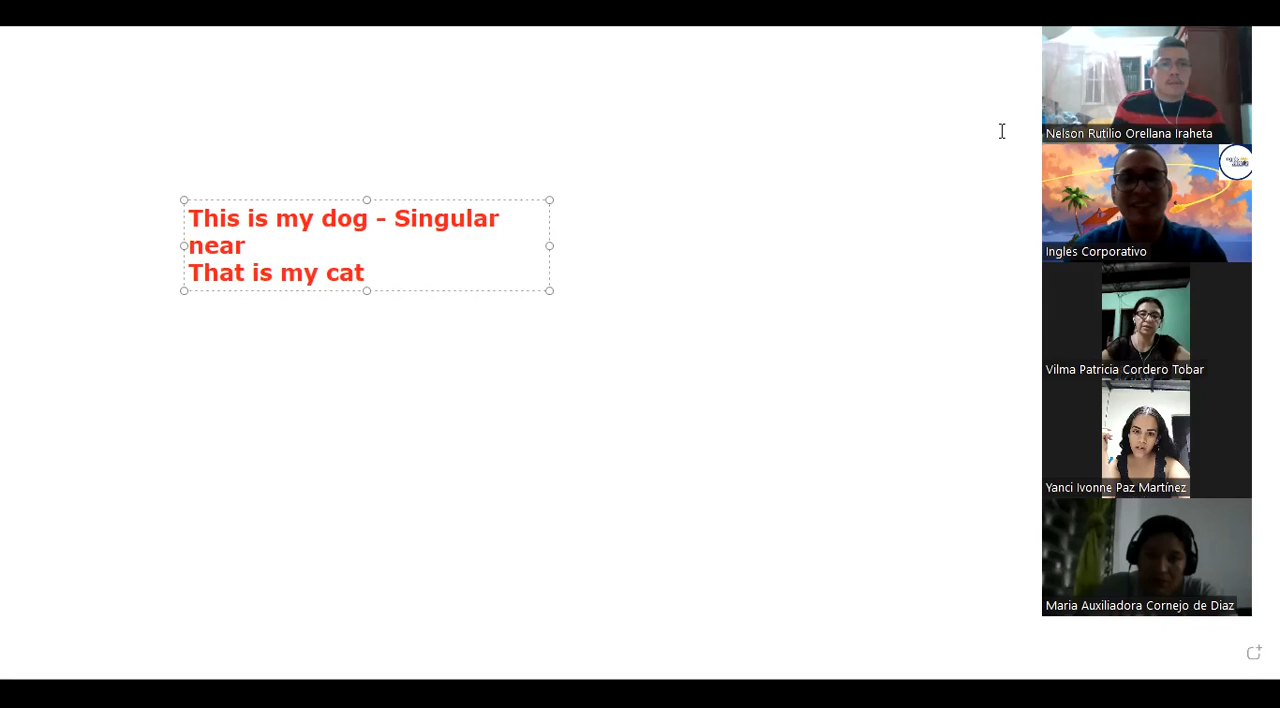 This is my dog - Singular
near
That is my cat
Nelson Rutilio Orellana Iraheta
Ingles Corporativo
Vilma Patricia Cordero Tobar
Yanci Ivonne Paz Martínez
Maria Auxiliadora Cornejo de Diaz